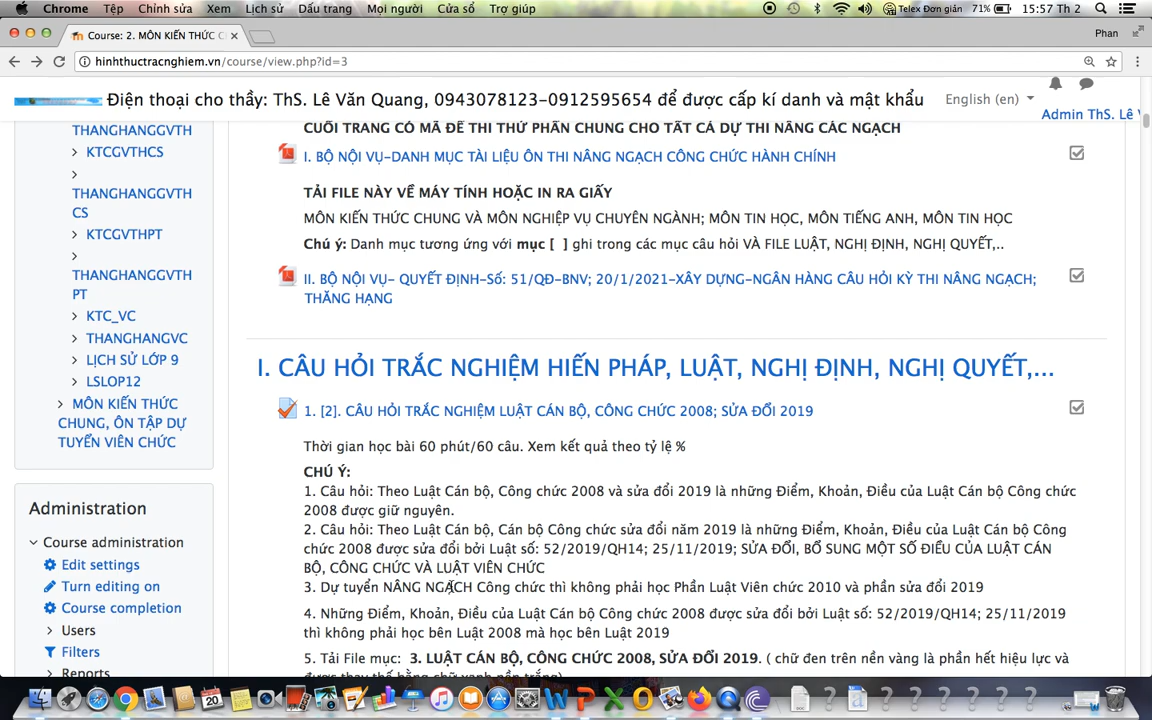 Chrome Tệp Chỉnh sửa Xem Lịch sử Dấu trang Mọi người Cửa sổ Trợ giúp Telex Đơn giản 71% 15:57 Th 2
Course: 2. MÔN KIẾN THỨC C
Phan
hinhthuctracnghiem.vn/course/view.php?id=3
Điện thoại cho thầy: ThS. Lê Văn Quang, 0943078123-0912595654 để được cấp kí danh và mật khẩu
English (en)
Admin ThS. Lê V
THANGHANGGVTH
KTCGVTHCS
THANGHANGGVTH
CS
KTCGVTHPT
THANGHANGGVTH
PT
KTC_VC
THANGHANGVC
LỊCH SỬ LỚP 9
LSLOP12
MÔN KIẾN THỨC
CHUNG, ÔN TẬP DỰ
TUYỂN VIÊN CHỨC
Administration
Course administration
Edit settings
Turn editing on
Course completion
Users
Filters
Reports
CUỐI TRANG CÓ MÃ ĐỀ THI THỬ PHẦN CHUNG CHO TẤT CẢ DỰ THI NÂNG CÁC NGẠCH
I. BỘ NỘI VỤ-DANH MỤC TÀI LIỆU ÔN THI NÂNG NGẠCH CÔNG CHỨC HÀNH CHÍNH
TẢI FILE NÀY VỀ MÁY TÍNH HOẶC IN RA GIẤY
MÔN KIẾN THỨC CHUNG VÀ MÔN NGHIỆP VỤ CHUYÊN NGÀNH; MÔN TIN HỌC, MÔN TIẾNG ANH, MÔN TIN HỌC
Chú ý: Danh mục tương ứng với mục [ ] ghi trong các mục câu hỏi VÀ FILE LUẬT, NGHỊ ĐỊNH, NGHỊ QUYẾT,..
II. BỘ NỘI VỤ- QUYẾT ĐỊNH-Số: 51/QĐ-BNV; 20/1/2021-XÂY DỰNG-NGÂN HÀNG CÂU HỎI KỲ THI NÂNG NGẠCH;
THĂNG HẠNG
I. CÂU HỎI TRẮC NGHIỆM HIẾN PHÁP, LUẬT, NGHỊ ĐỊNH, NGHỊ QUYẾT,...
1. [2]. CÂU HỎI TRẮC NGHIỆM LUẬT CÁN BỘ, CÔNG CHỨC 2008; SỬA ĐỔI 2019
Thời gian học bài 60 phút/60 câu. Xem kết quả theo tỷ lệ %
CHÚ Ý:
1. Câu hỏi: Theo Luật Cán bộ, Công chức 2008 và sửa đổi 2019 là những Điểm, Khoản, Điều của Luật Cán bộ Công chức
2008 được giữ nguyên.
2. Câu hỏi: Theo Luật Cán bộ, Cán bộ Công chức sửa đổi năm 2019 là những Điểm, Khoản, Điều của Luật Cán bộ Công
chức 2008 được sửa đổi bởi Luật số: 52/2019/QH14; 25/11/2019; SỬA ĐỔI, BỔ SUNG MỘT SỐ ĐIỀU CỦA LUẬT CÁN
BỘ, CÔNG CHỨC VÀ LUẬT VIÊN CHỨC
3. Dự tuyển NÂNG NGẠCH Công chức thì không phải học Phần Luật Viên chức 2010 và phần sửa đổi 2019
4. Những Điểm, Khoản, Điều của Luật Cán bộ Công chức 2008 được sửa đổi bởi Luật số: 52/2019/QH14; 25/11/2019
thì không phải học bên Luật 2008 mà học bên Luật 2019
5. Tải File mục: 3. LUẬT CÁN BỘ, CÔNG CHỨC 2008, SỬA ĐỔI 2019. ( chữ đen trên nền vàng là phần hết hiệu lực và
được thay thế bằng chữ xanh nền trắng)